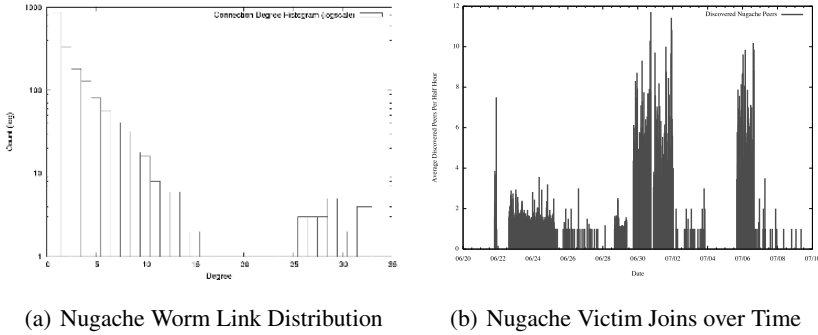 Connection Degree Histogram (logscale)
1000
100
10
1
Count (log)
0 5 10 15 20 25 30 35
Degree
Discovered Nugache Peers
12
10
8
6
4
2
0
Average Discovered Peers Per Half Hour
06/20 06/22 06/24 06/26 06/28 06/30 07/02 07/04 07/06 07/08 07/10
Date
(a) Nugache Worm Link Distribution
(b) Nugache Victim Joins over Time